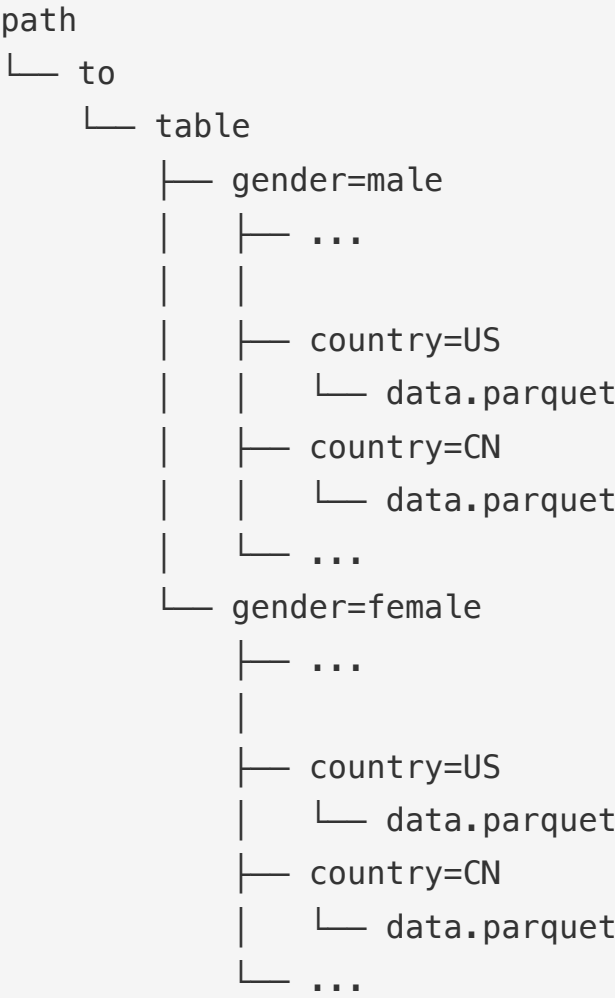 path
└── to
    └── table
        ├── gender=male
        │   ├── ...
        │   │
        │   ├── country=US
        │   │   └── data.parquet
        │   ├── country=CN
        │   │   └── data.parquet
        │   └── ...
        └── gender=female
            ├── ...
            │
            ├── country=US
            │   └── data.parquet
            ├── country=CN
            │   └── data.parquet
            └── ...